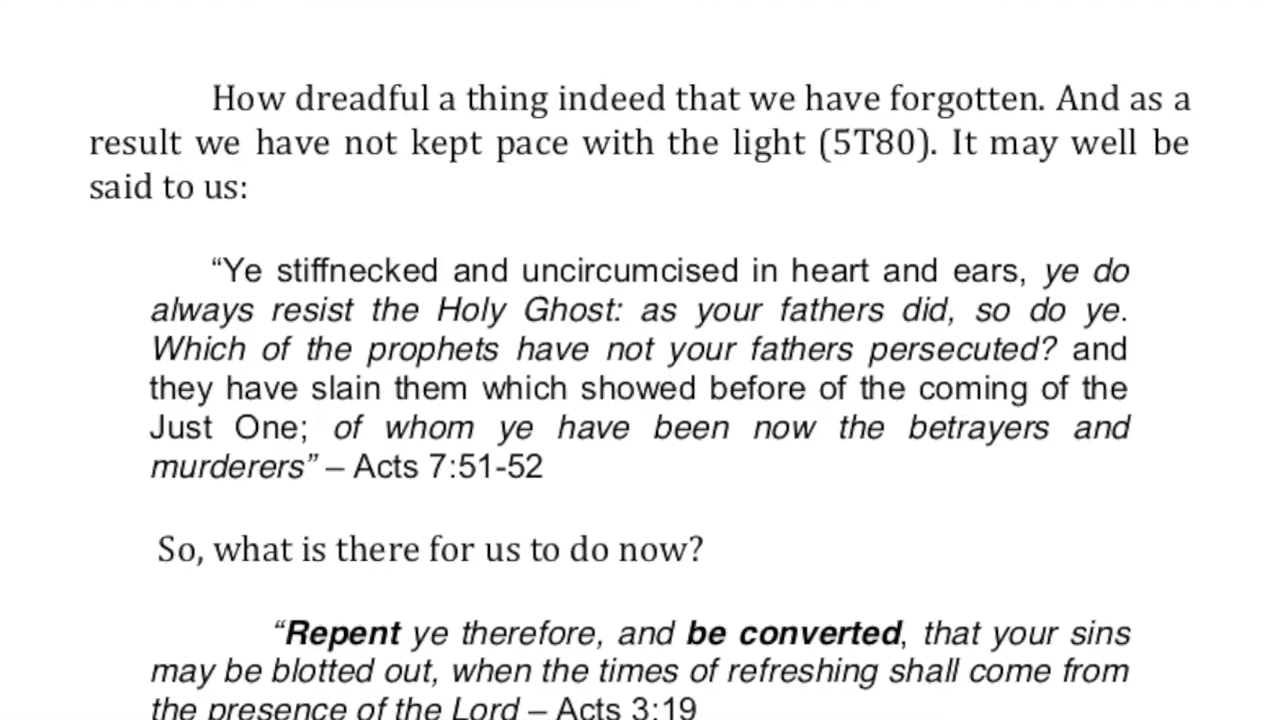 How dreadful a thing indeed that we have forgotten. And as a
result we have not kept pace with the light (5T80). It may well be
said to us:
“Ye stiffnecked and uncircumcised in heart and ears, ye do
always resist the Holy Ghost: as your fathers did, so do ye.
Which of the prophets have not your fathers persecuted? and
they have slain them which showed before of the coming of the
Just One; of whom ye have been now the betrayers and
murderers” – Acts 7:51-52
So, what is there for us to do now?
“Repent ye therefore, and be converted, that your sins
may be blotted out, when the times of refreshing shall come from
the presence of the Lord – Acts 3:19